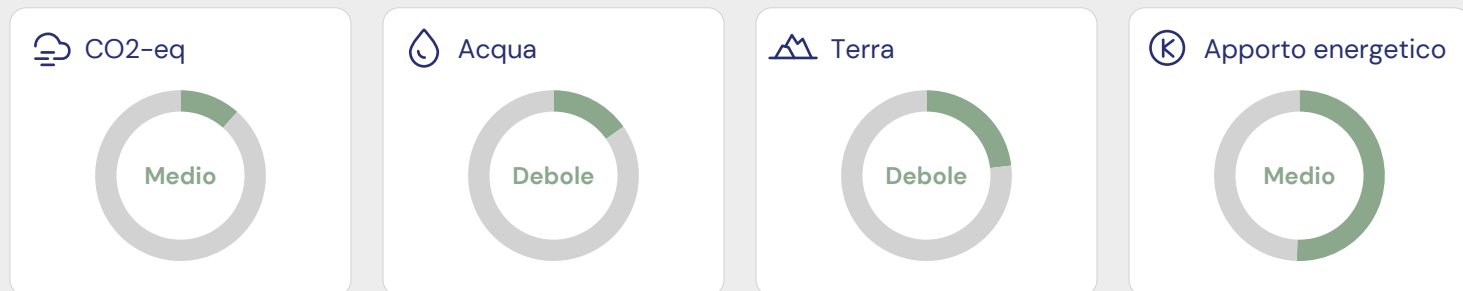 CO2-eq
Medio
Acqua
Debole
Terra
Debole
Apporto energetico
Medio